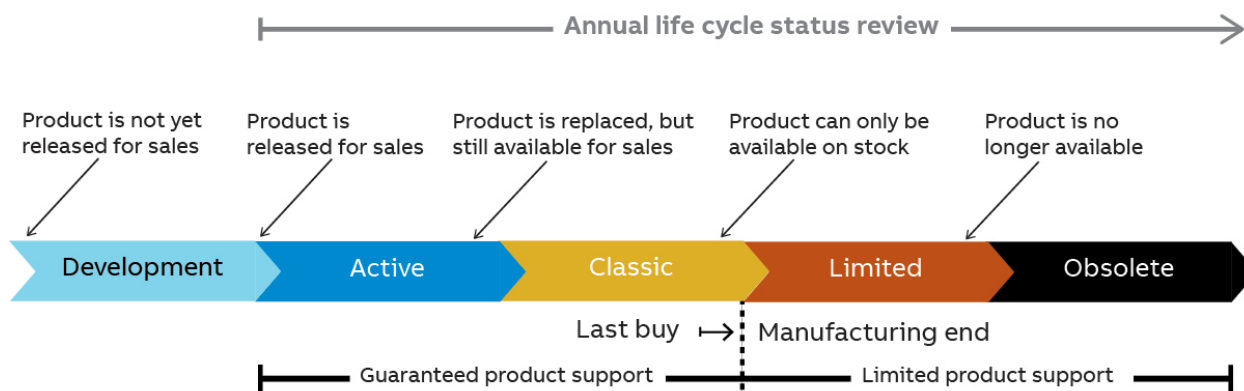 Annual life cycle status review
Product is not yet
released for sales
Product is
released for sales
Product is replaced, but
still available for sales
Product can only be
available on stock
Product is no
longer available
Development
Active
Classic
Limited
Obsolete
Last buy
Manufacturing end
Guaranteed product support
Limited product support